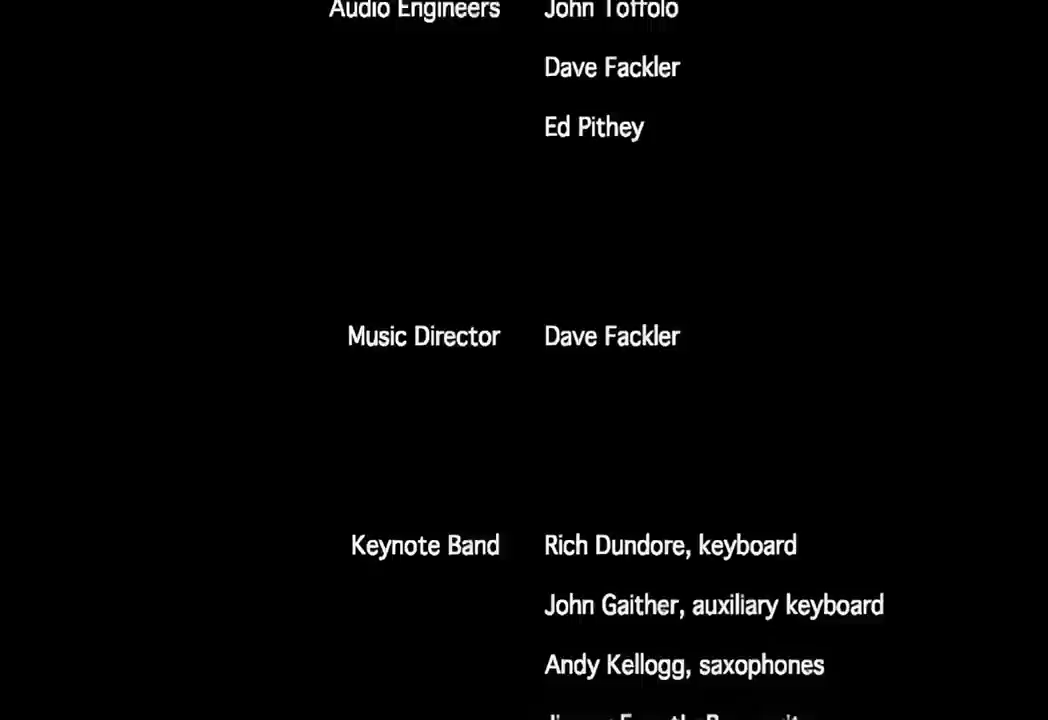 Audio Engineers John Toffolo
Dave Fackler
Ed Pithey
Music Director Dave Fackler
Keynote Band Rich Dundore, keyboard
John Gaither, auxiliary keyboard
Andy Kellogg, saxophones